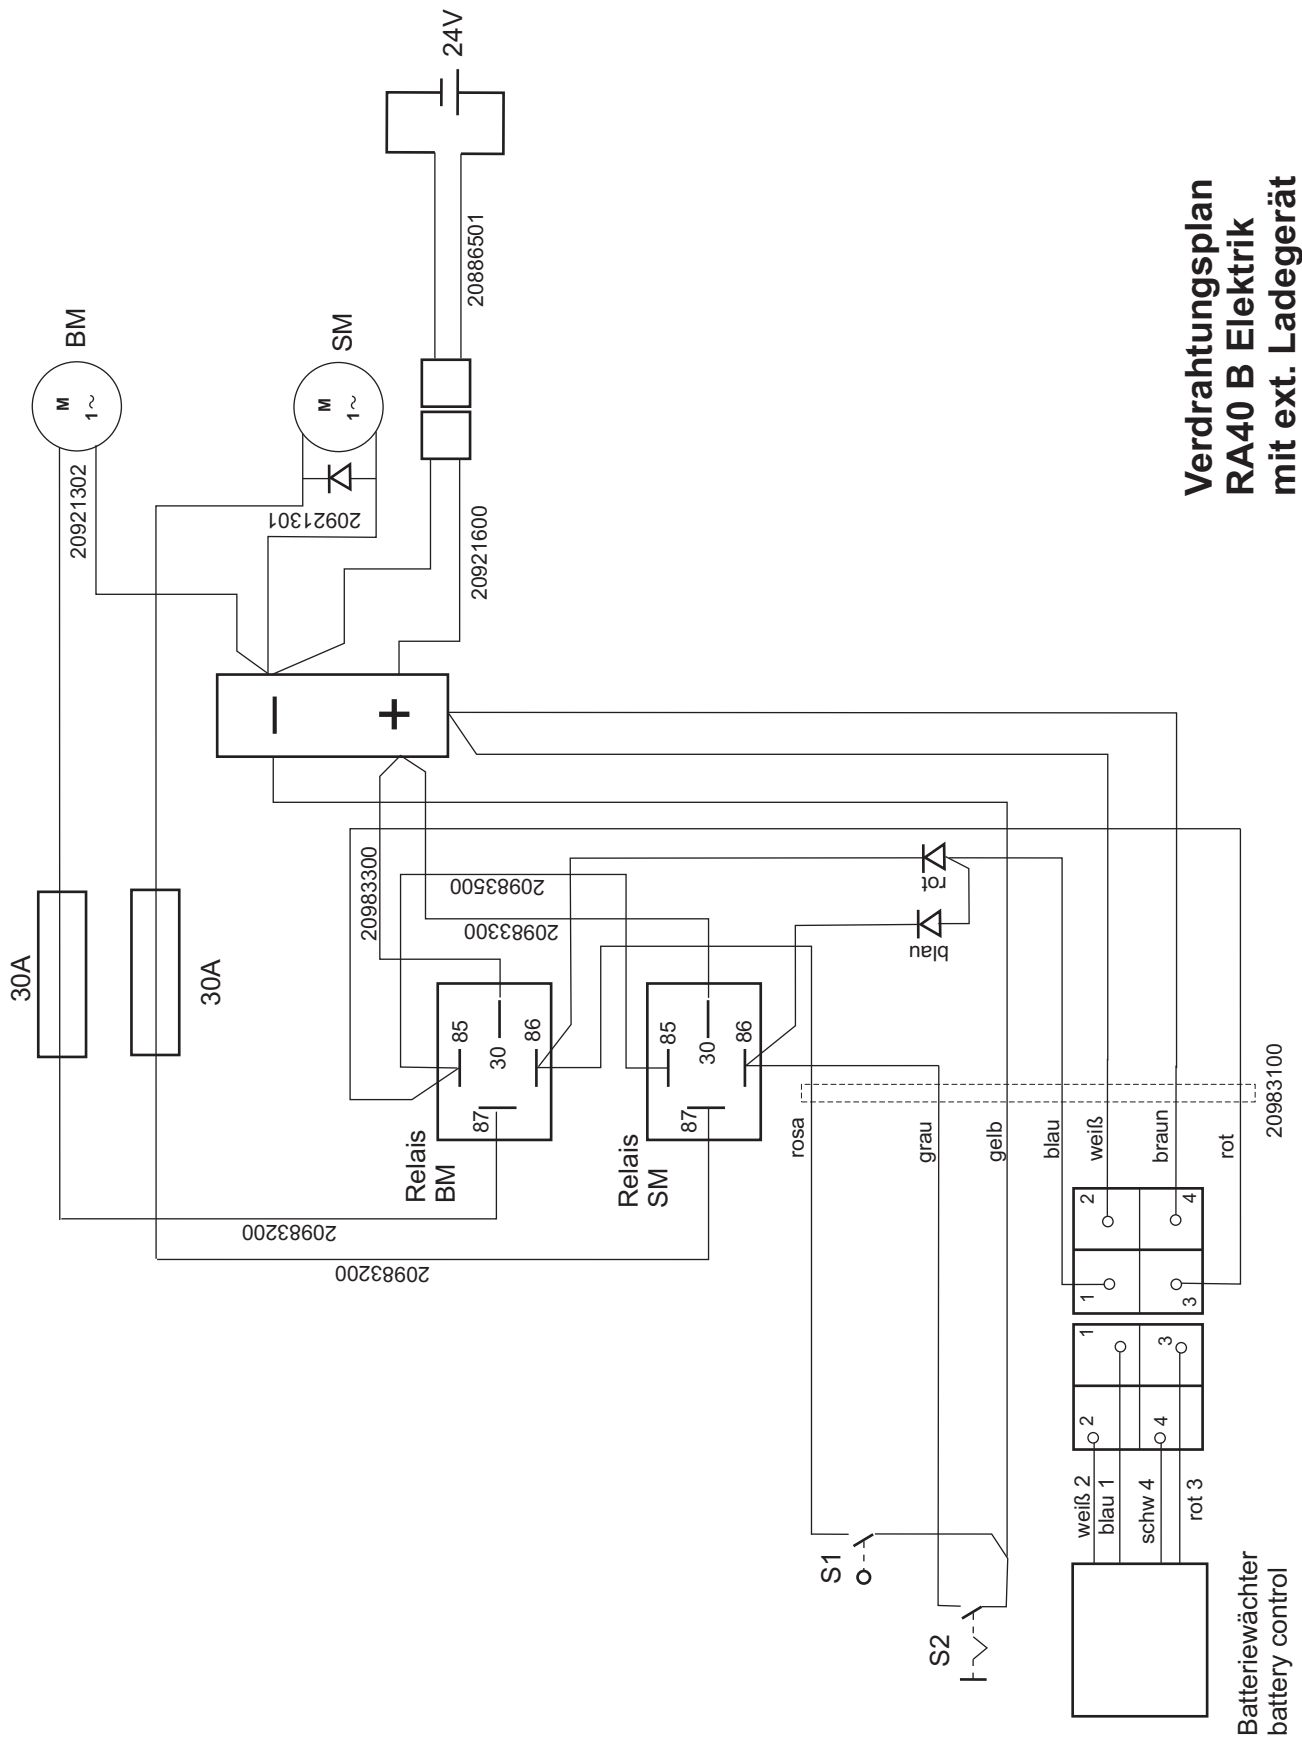 Verdrahtungsplan
RA40 B Elektrik
mit ext. Ladegerät
24V
20886501
BM
M
1~
20921302
SM
M
1~
20921301
20921600
−
+
30A
30A
20983300
20983500
20983300
rot
blau
Relais
BM
85
30
86
87
Relais
SM
85
30
86
87
20983200
20983200
rosa
grau
gelb
blau
weiß
braun
rot
20983100
2
4
1
3
1
3
2
4
weiß 2
blau 1
schw 4
rot 3
S1
S2
Batteriewächter
battery control